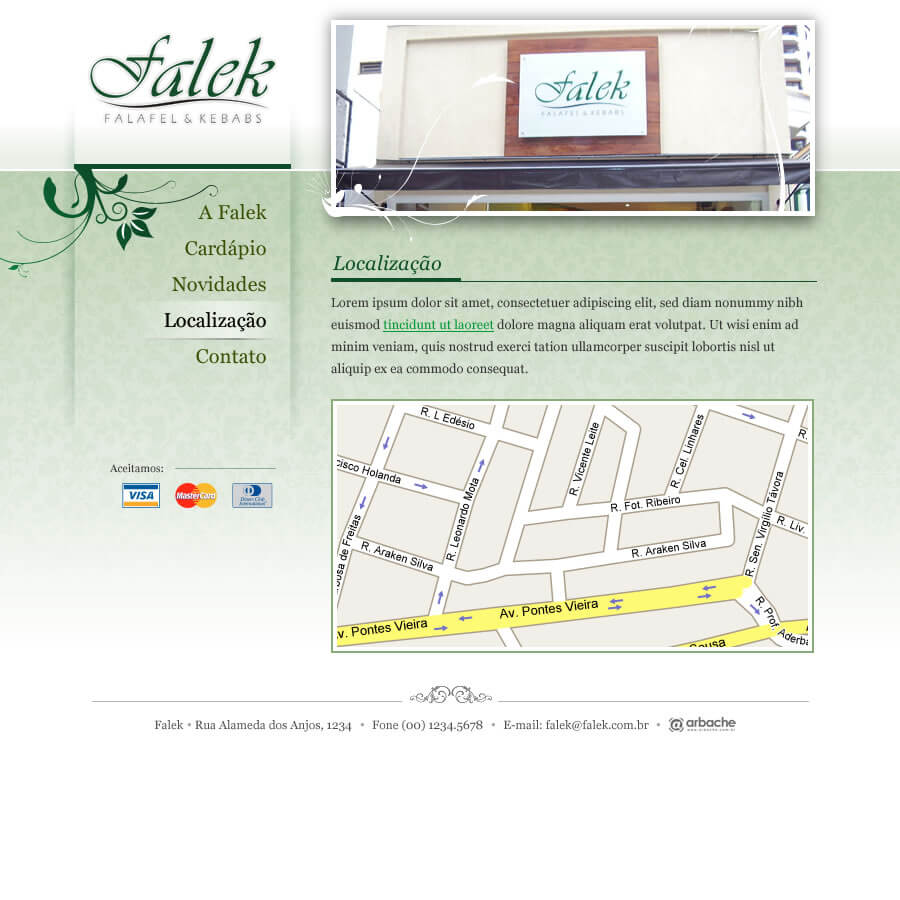 Falek
FALAFEL & KEBABS
Falek
FALAFEL & KEBABS
A Falek
Cardápio
Novidades
Localização
Contato
Aceitamos:
VISA
MasterCard
Diners Club
International
Localização
Lorem ipsum dolor sit amet, consectetuer adipiscing elit, sed diam nonummy nibh
euismod tincidunt ut laoreet dolore magna aliquam erat volutpat. Ut wisi enim ad
minim veniam, quis nostrud exerci tation ullamcorper suscipit lobortis nisl ut
aliquip ex ea commodo consequat.
R. L Edésio
cisco Holanda
R. Leonardo Mota
R. Vicente Leite
R. Cel. Linhares
R.
R. Sen. Virgílio Távora
R. Liv.
R. Fot. Ribeiro
R. Araken Silva
R. Araken Silva
usa de Freitas
Av. Pontes Vieira
Av. Pontes Vieira
R. Prof. Aderba
Sousa
Falek • Rua Alameda dos Anjos, 1234 • Fone (00) 1234.5678 • E-mail: falek@falek.com.br • arbache
www.arbache.com.br